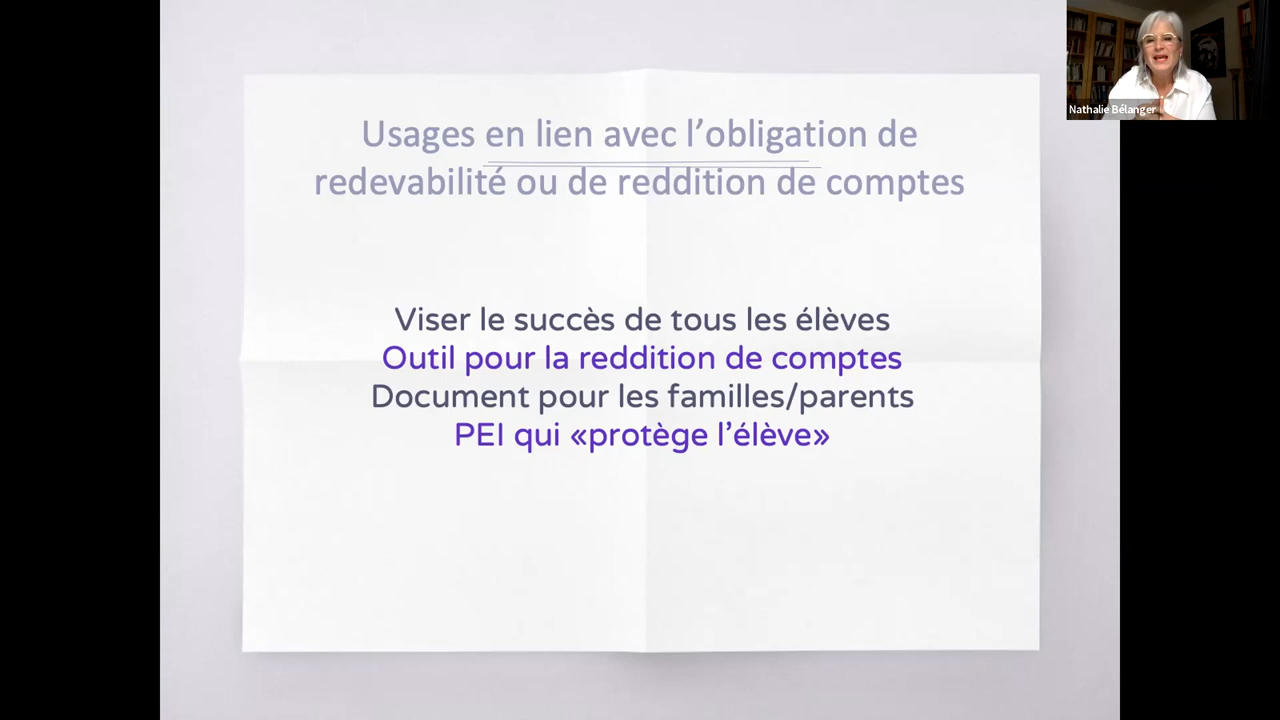 Usages en lien avec l’obligation de
redevabilité ou de reddition de comptes
Viser le succès de tous les élèves
Outil pour la reddition de comptes
Document pour les familles/parents
PEI qui «protège l’élève»
Nathalie Bélanger